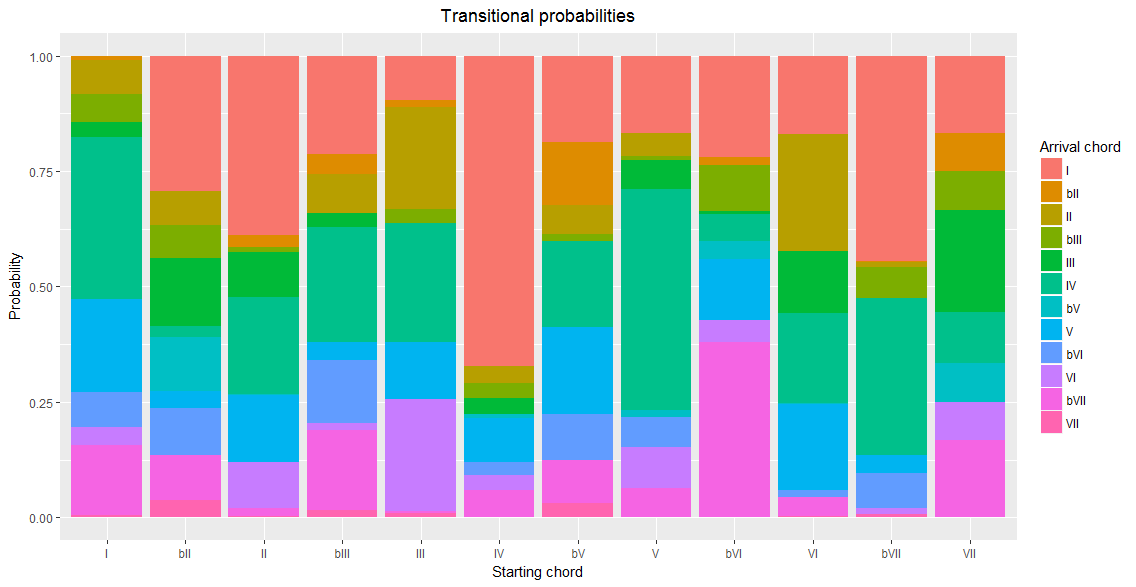 Transitional probabilities
1.00
0.75
0.50
0.25
0.00
Probability
I bII II bIII III IV bV V bVI VI bVII VII
Starting chord
Arrival chord
I
bII
II
bIII
III
IV
bV
V
bVI
VI
bVII
VII